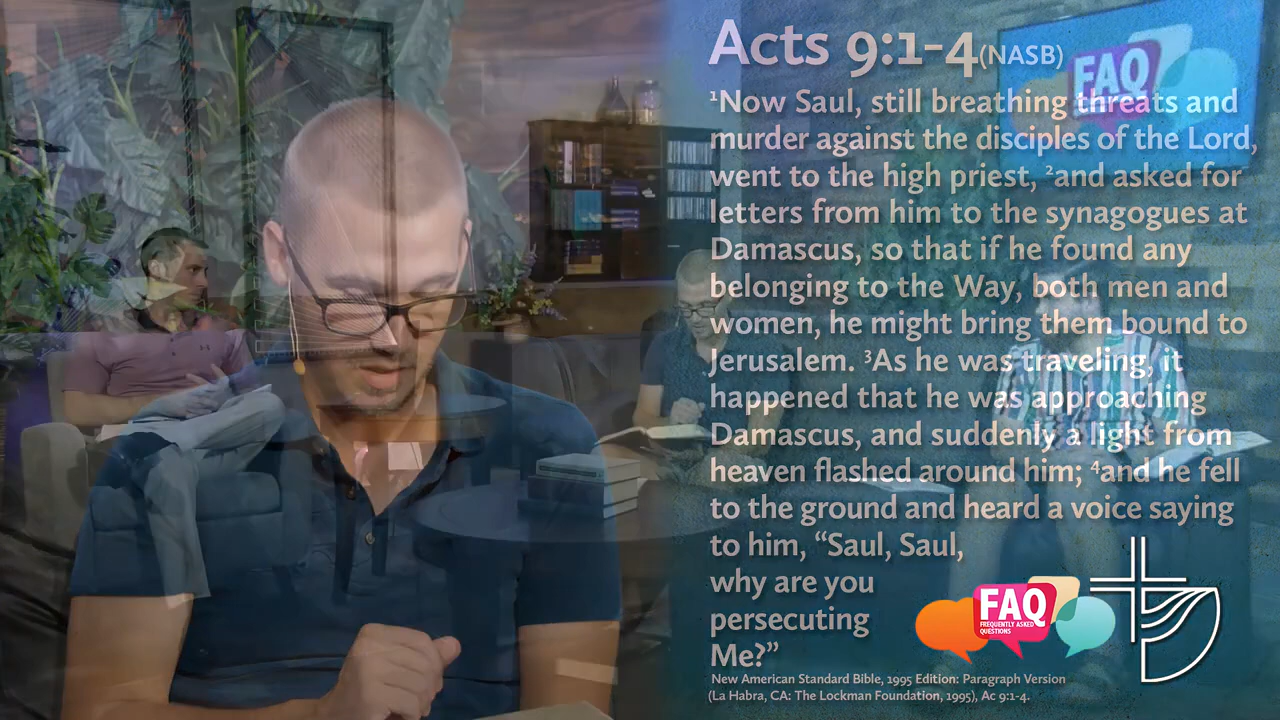 Acts 9:1-4(NASB)
¹Now Saul, still breathing threats and
murder against the disciples of the Lord,
went to the high priest, ²and asked for
letters from him to the synagogues at
Damascus, so that if he found any
belonging to the Way, both men and
women, he might bring them bound to
Jerusalem. ³As he was traveling, it
happened that he was approaching
Damascus, and suddenly a light from
heaven flashed around him; ⁴and he fell
to the ground and heard a voice saying
to him, “Saul, Saul,
why are you
persecuting
Me?”
New American Standard Bible, 1995 Edition: Paragraph Version
(La Habra, CA: The Lockman Foundation, 1995), Ac 9:1-4.
FAQ
FAQ
FREQUENTLY ASKED
QUESTIONS